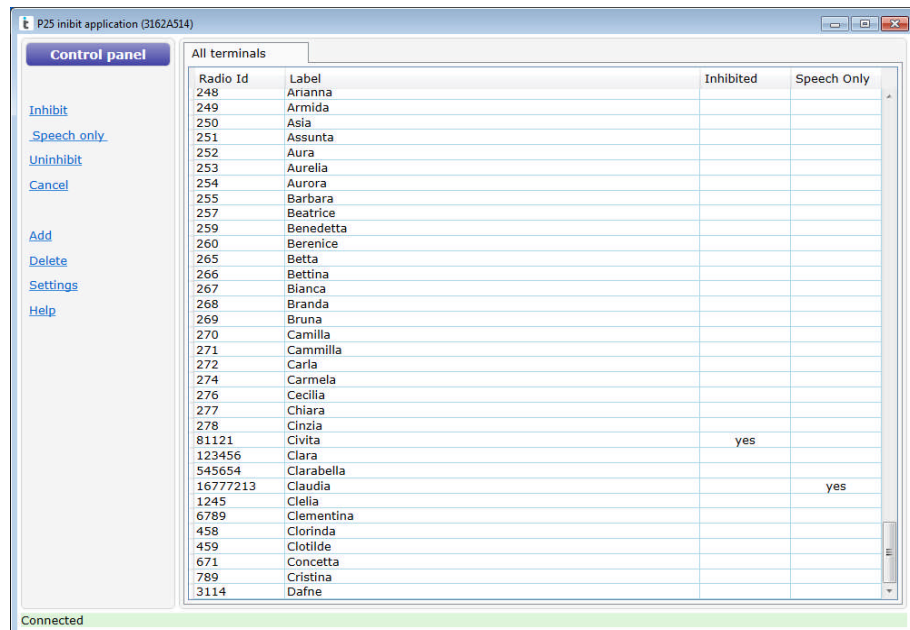 P25 inibit application (3162A514)
Control panel
Inhibit
Speech only
Uninhibit
Cancel
Add
Delete
Settings
Help
All terminals
Radio Id Label Inhibited Speech Only
248 Arianna
249 Armida
250 Asia
251 Assunta
252 Aura
253 Aurelia
254 Aurora
255 Barbara
257 Beatrice
259 Benedetta
260 Berenice
265 Betta
266 Bettina
267 Bianca
268 Branda
269 Bruna
270 Camilla
271 Cammilla
272 Carla
274 Carmela
276 Cecilia
277 Chiara
278 Cinzia
81121 Civita yes
123456 Clara
545654 Clarabella
16777213 Claudia yes
1245 Clelia
6789 Clementina
458 Clorinda
459 Clotilde
671 Concetta
789 Cristina
3114 Dafne
Connected